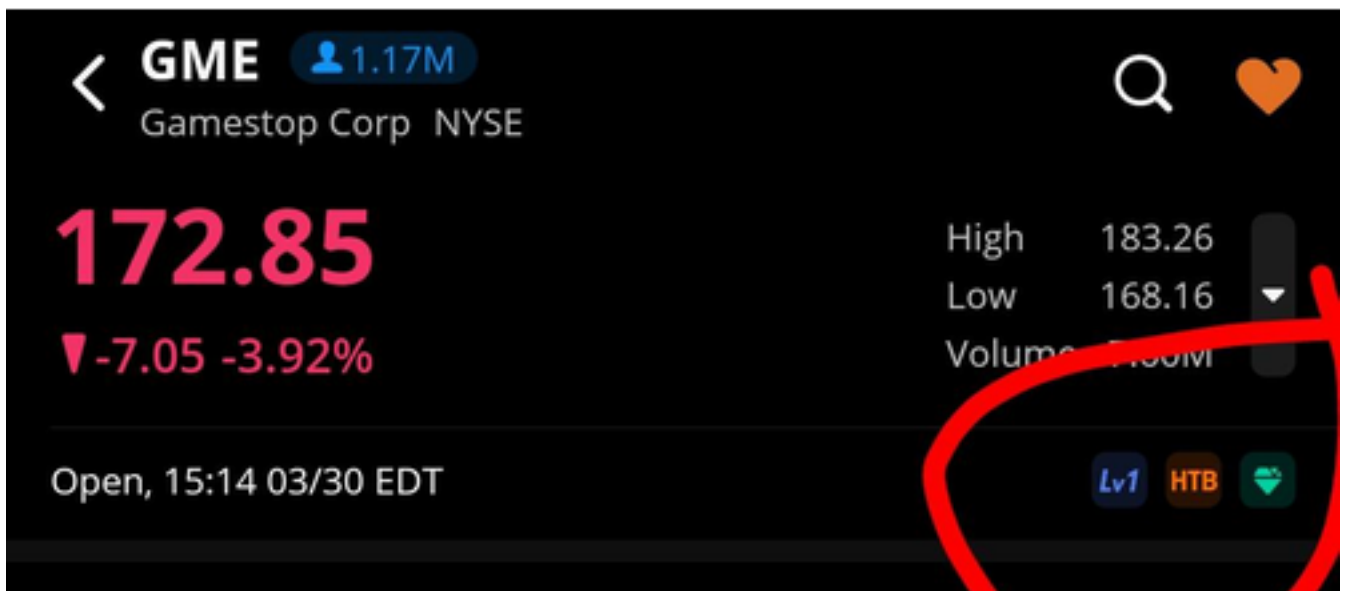 GME 1.17M
Gamestop Corp NYSE
172.85
-7.05 -3.92%
High 183.26
Low 168.16
Volume
Open, 15:14 03/30 EDT
Lv1 HTB